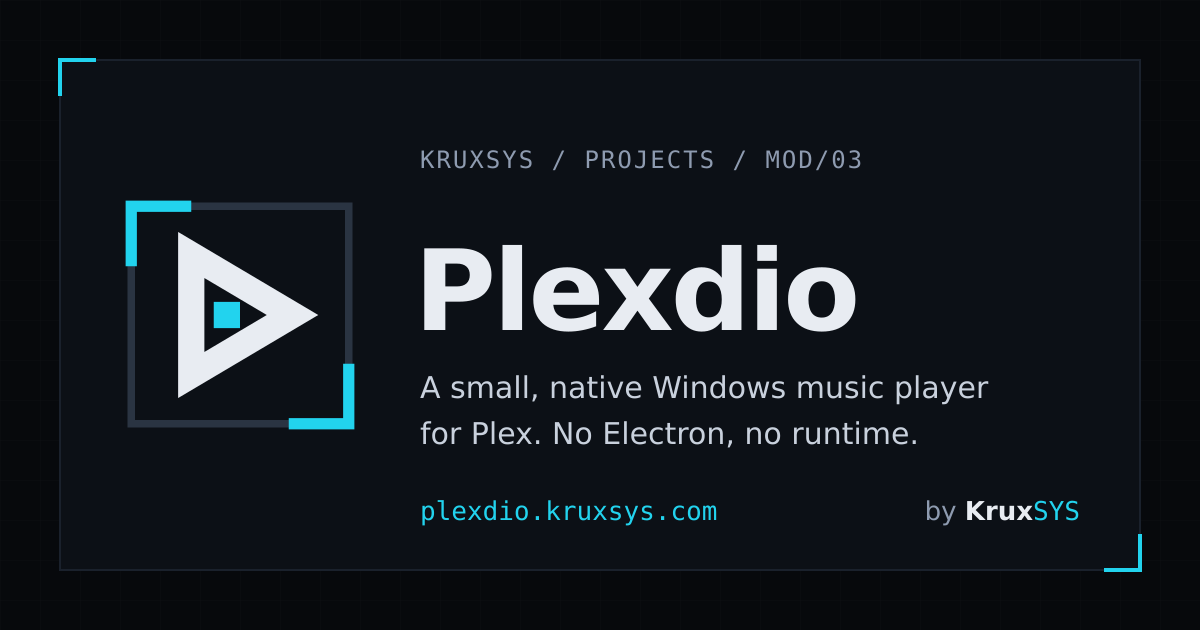 KRUXSYS / PROJECTS / MOD/03
Plexdio
A small, native Windows music player
for Plex. No Electron, no runtime.
plexdio.kruxsys.com
by KruxSYS